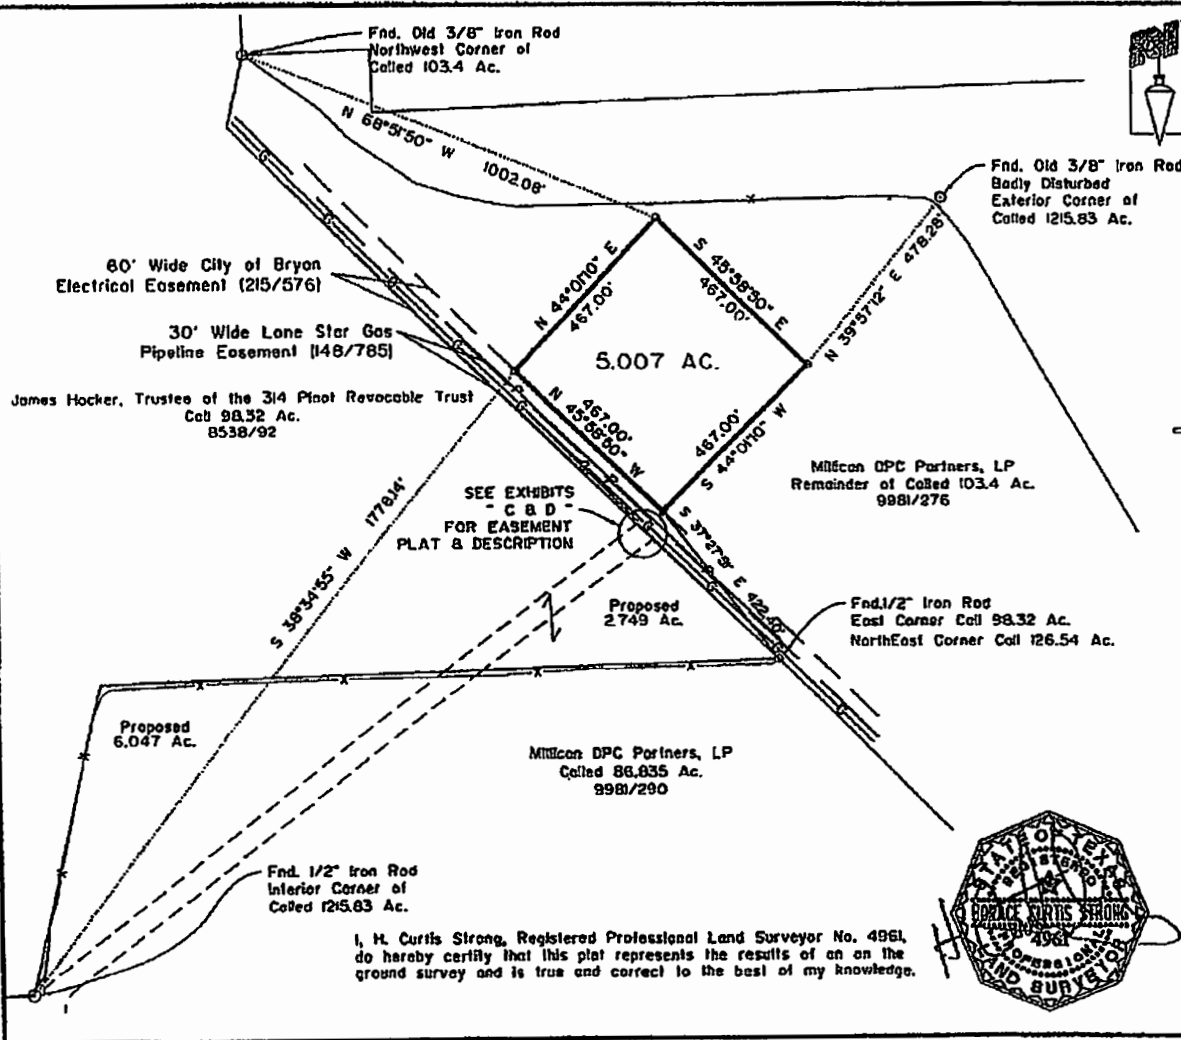 Fnd. Old 3/8" Iron Rod
Northwest Corner of
Called 103.4 Ac.
N 68°51'50" W 1002.08'
Fnd. Old 3/8" Iron Rod
Badly Disturbed
Exterior Corner of
Called 1215.83 Ac.
60' Wide City of Bryan
Electrical Easement (215/576)
30' Wide Lone Star Gas
Pipeline Easement (148/785)
N 44°01'10" E
467.00'
S 45°58'50" E
467.00'
N 39°57'12" E 478.28'
5.007 AC.
James Hocker, Trustee of the 314 Ploot Revocable Trust
Call 98.32 Ac.
8538/92
467.00'
N 45°58'50" W
467.00'
S 44°01'10" W
Millican DPC Partners, LP
Remainder of Called 103.4 Ac.
9981/276
SEE EXHIBITS
- C & D -
FOR EASEMENT
PLAT & DESCRIPTION
S 38°34'55" W 1778.14'
S 37°27'51" E 422.40'
Proposed
2.749 Ac.
Fnd.1/2" Iron Rod
East Corner Call 98.32 Ac.
NorthEast Corner Call 126.54 Ac.
Proposed
6.047 Ac.
Millican DPC Partners, LP
Called 86.835 Ac.
9981/290
Fnd. 1/2" Iron Rod
Interior Corner of
Called 1215.83 Ac.
I, H. Curtis Strong, Registered Professional Land Surveyor No. 4961,
do hereby certify that this plat represents the results of an on the
ground survey and is true and correct to the best of my knowledge.
STATE OF TEXAS
REGISTERED
HORACE CURTIS STRONG
4961
PROFESSIONAL
LAND SURVEYOR